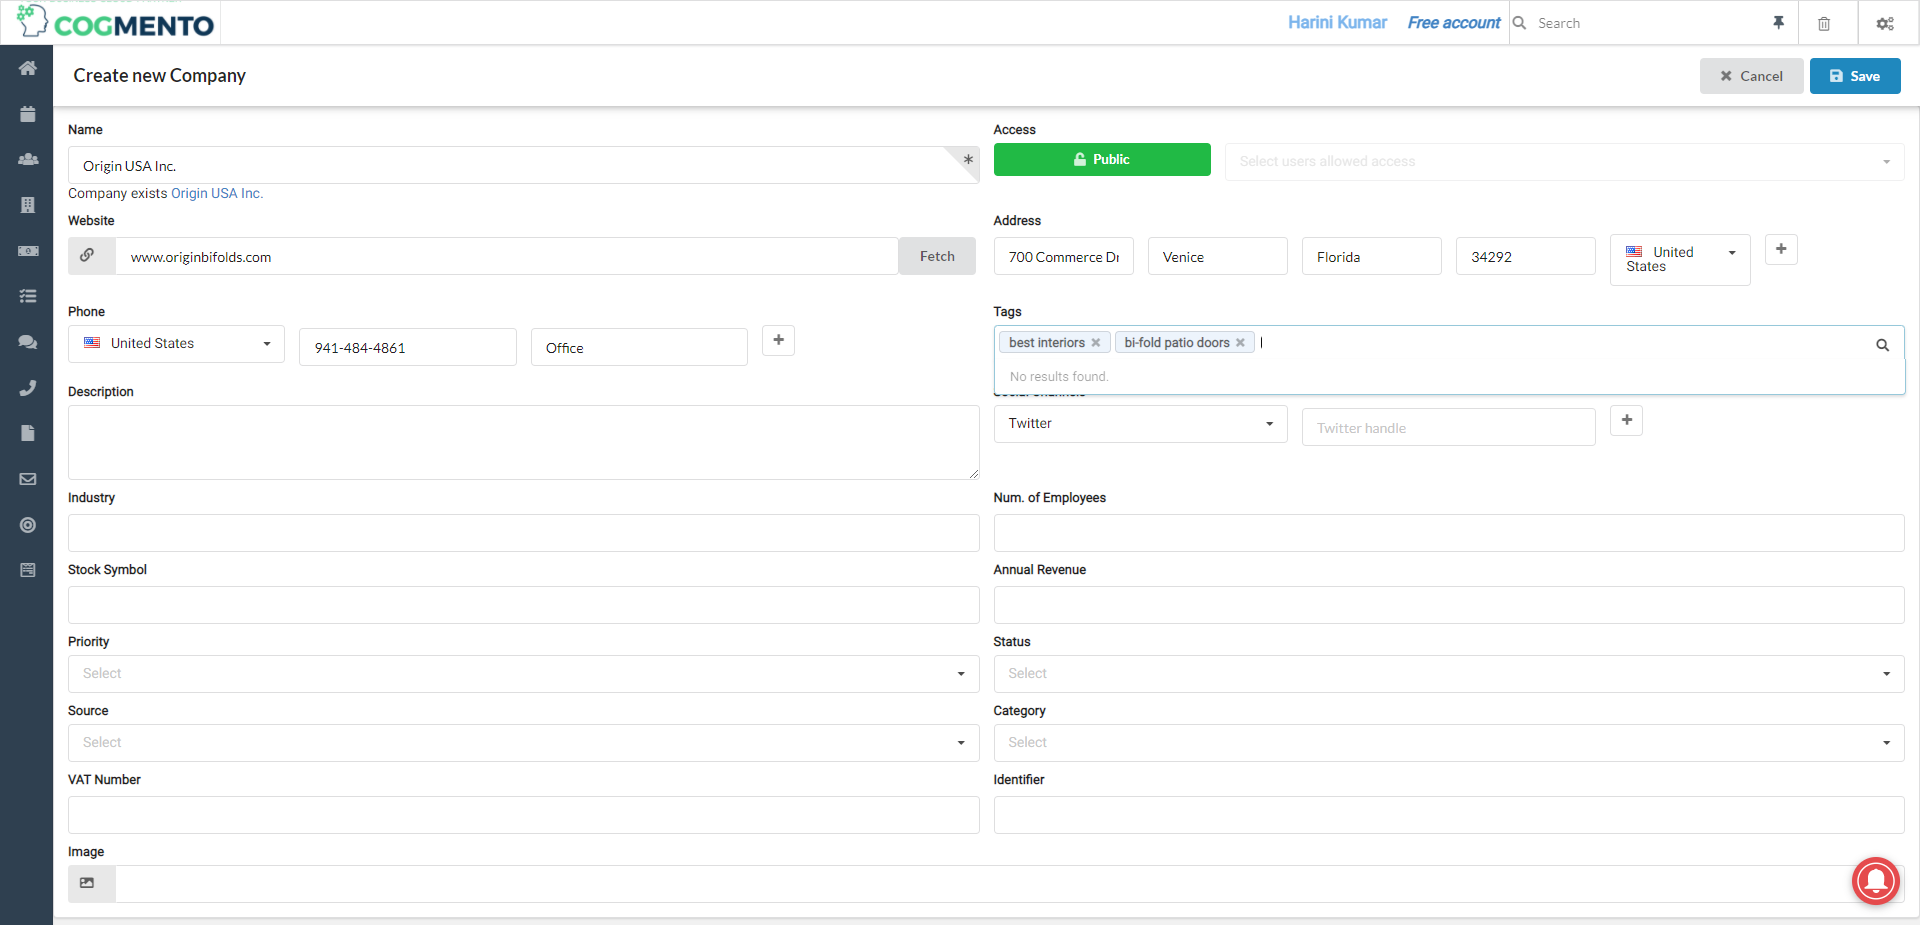 COGMENTO
Harini Kumar
Free account
Search
Create new Company
Cancel
Save
Name
Access
Origin USA Inc.
*
Public
Select users allowed access
Company exists Origin USA Inc.
Website
Address
www.originbifolds.com
Fetch
700 Commerce Dr
Venice
Florida
34292
United States
Phone
Tags
United States
941-484-4861
Office
best interiors
bi-fold patio doors
No results found.
Description
Twitter
Twitter handle
Industry
Num. of Employees
Stock Symbol
Annual Revenue
Priority
Status
Select
Select
Source
Category
Select
Select
VAT Number
Identifier
Image